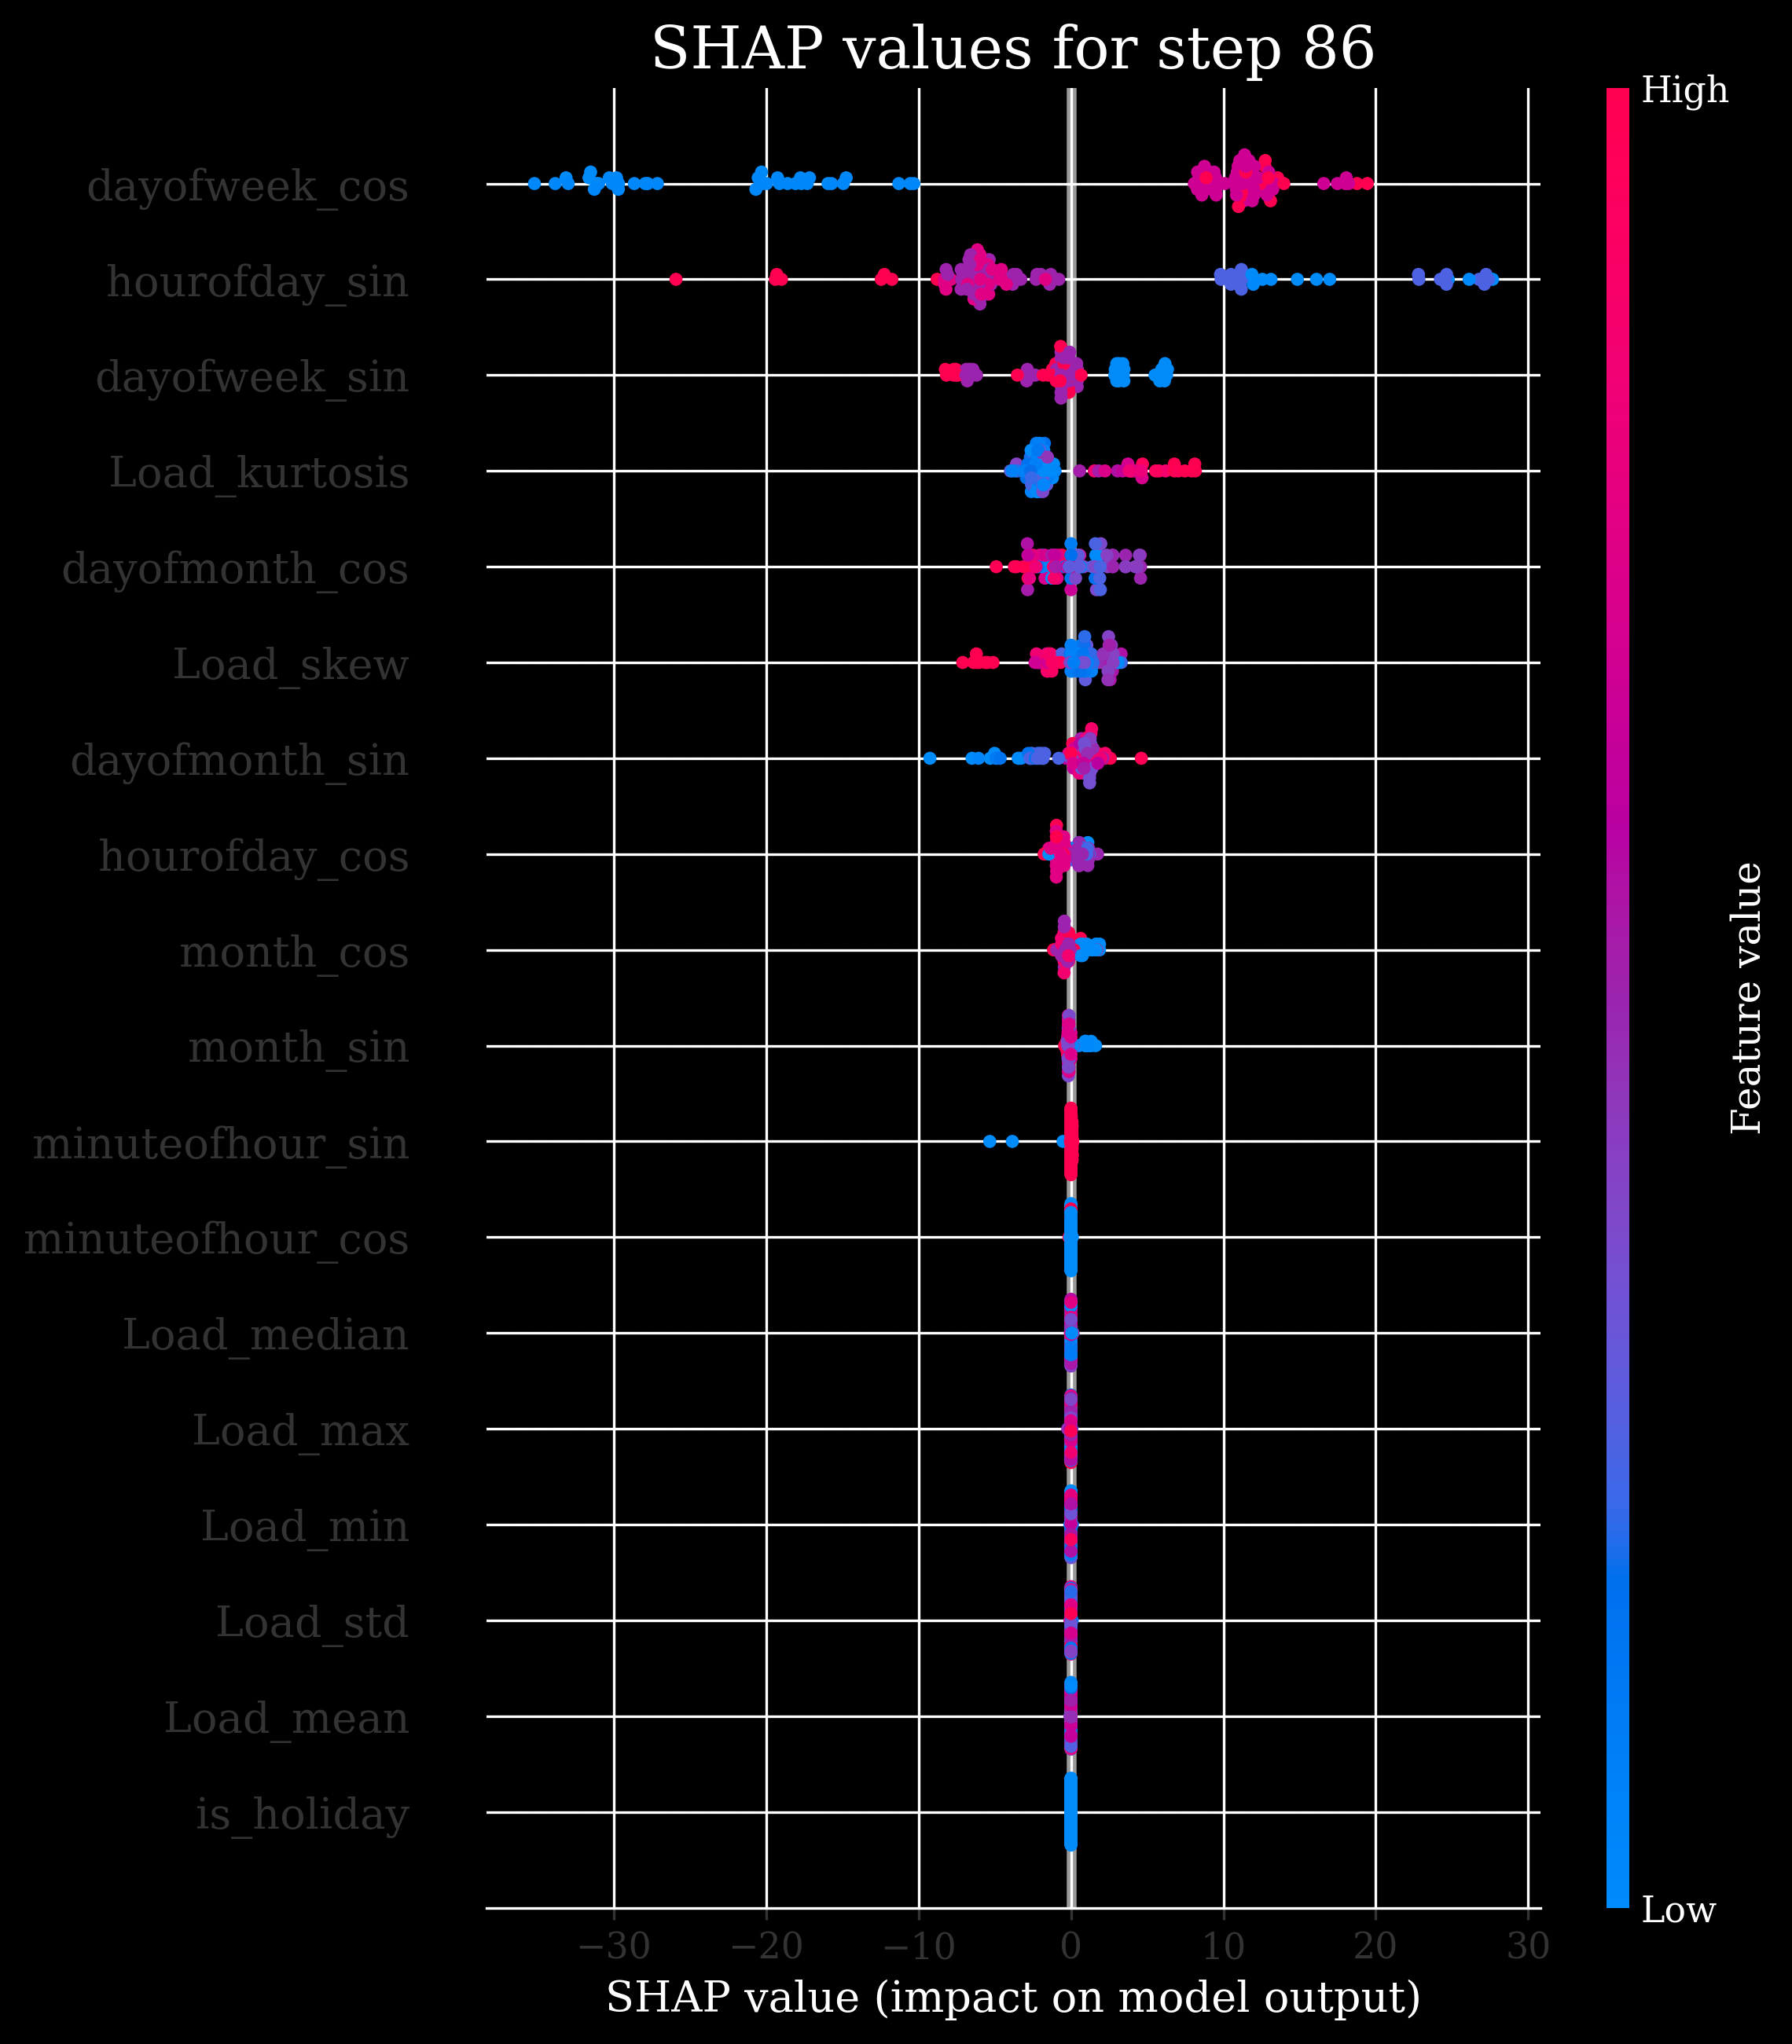 SHAP values for step 86
High
dayofweek_cos
hourofday_sin
dayofweek_sin
Load_kurtosis
dayofmonth_cos
Load_skew
dayofmonth_sin
hourofday_cos
month_cos
month_sin
minuteofhour_sin
minuteofhour_cos
Load_median
Load_max
Load_min
Load_std
Load_mean
is_holiday
Feature value
Low
−30 −20 −10 0 10 20 30
SHAP value (impact on model output)